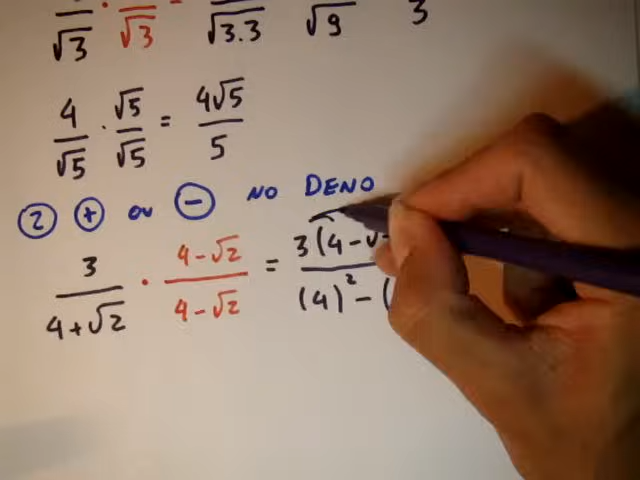 √3 · √3 = √3.3 √9 3
4/√5 · √5/√5 = 4√5/5
② ⊕ ou ⊖ NO DENO
3/(4+√2) · (4-√2)/(4-√2) = 3(4-√ / (4)² - (